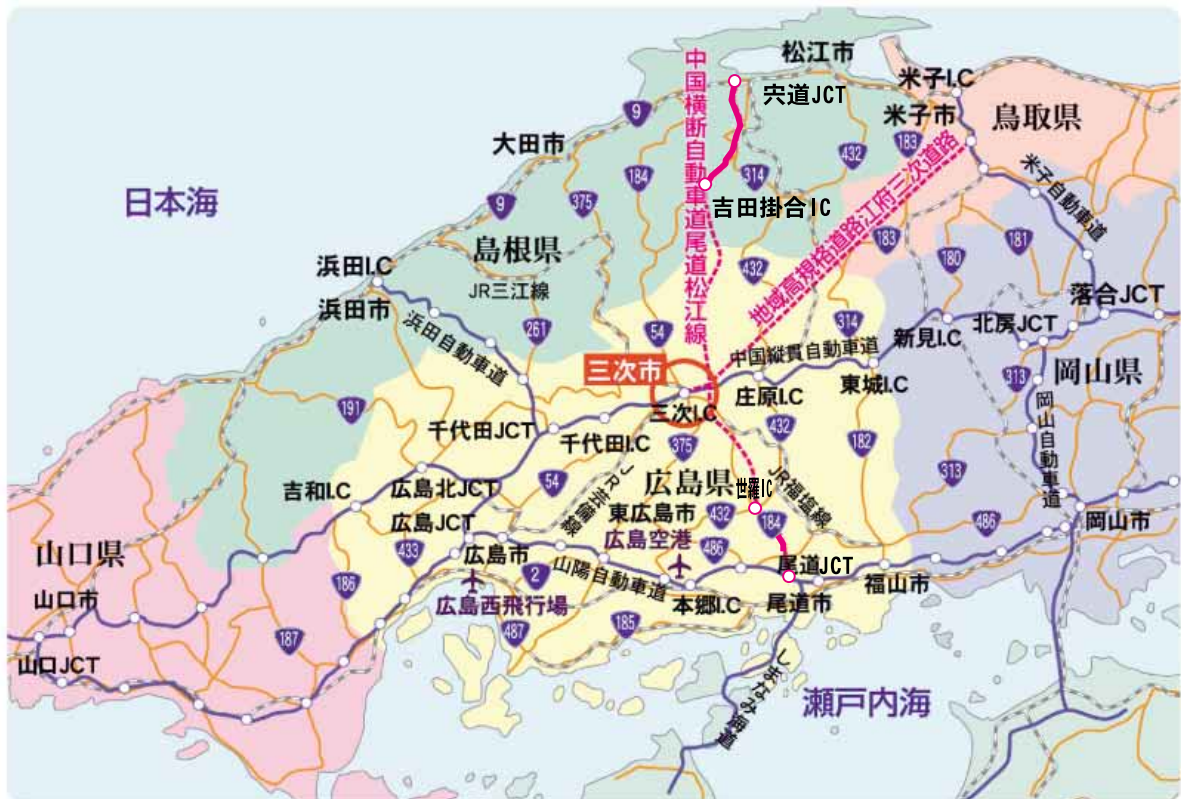 松江市
米子I.C
宍道JCT
米子市
鳥取県
中国横断自動車道尾道松江線
9
大田市
183
432
米子自動車道
184
314
日本海
9
375
吉田掛合IC
地域高規格道路江府三次道路
島根県
183
181
180
432
浜田I.C
JR三江線
浜田市
落合JCT
浜田自動車道
261
54
314
北房JCT
新見I.C
中国縦貫自動車道
三次市
313
岡山県
庄原I.C
東城I.C
191
三次I.C
千代田JCT
千代田I.C
375
432
182
岡山自動車道
JR芸備線
313
54
広島県
世羅IC
JR福塩線
吉和I.C
広島北JCT
東広島市
432
184
486
岡山市
広島JCT
広島空港
486
山口県
433
広島市
尾道JCT
186
2
山陽自動車道
福山市
山口市
広島西飛行場
本郷I.C
尾道市
187
487
185
山口JCT
しまなみ海道
瀬戸内海